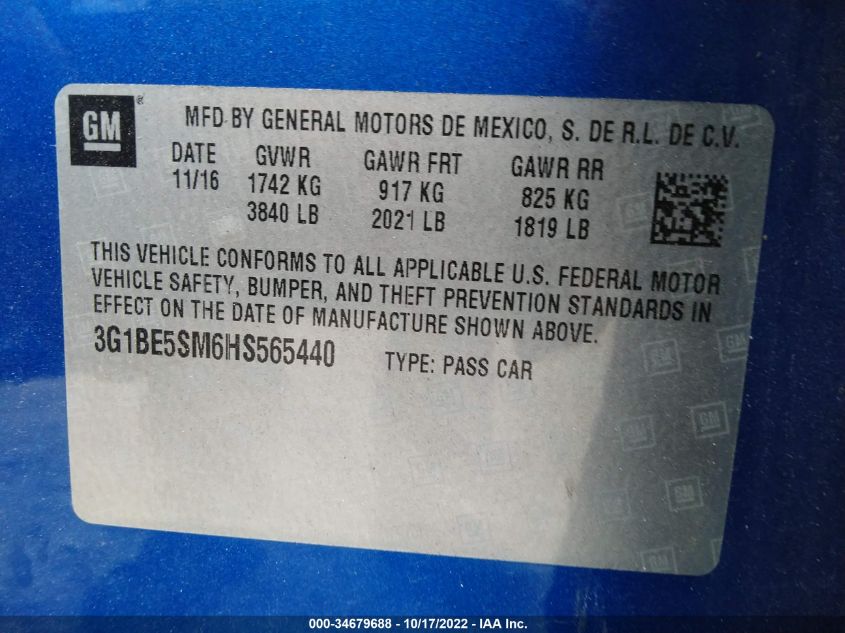 GM®
MFD BY GENERAL MOTORS DE MEXICO, S. DE R.L. DE C.V.
DATE GVWR GAWR FRT GAWR RR
11/16 1742 KG 917 KG 825 KG
3840 LB 2021 LB 1819 LB
THIS VEHICLE CONFORMS TO ALL APPLICABLE U.S. FEDERAL MOTOR
VEHICLE SAFETY, BUMPER, AND THEFT PREVENTION STANDARDS IN
EFFECT ON THE DATE OF MANUFACTURE SHOWN ABOVE.
3G1BE5SM6HS565440 TYPE: PASS CAR
000-34679688 - 10/17/2022 - IAA Inc.